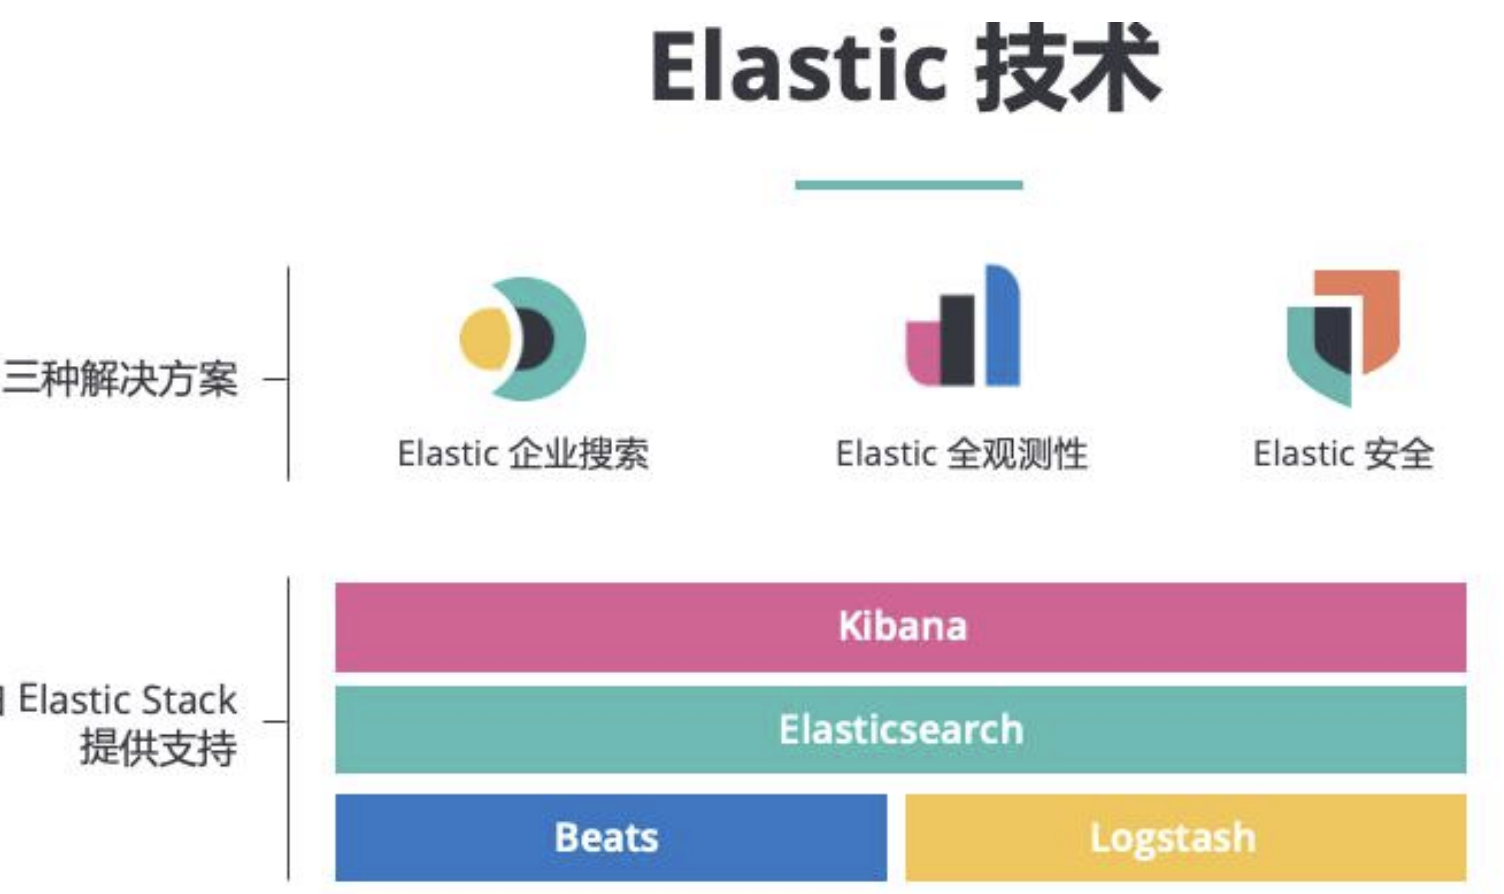 Elastic 技术
三种解决方案
Elastic 企业搜索
Elastic 全观测性
Elastic 安全
Elastic Stack
提供支持
Kibana
Elasticsearch
Beats
Logstash